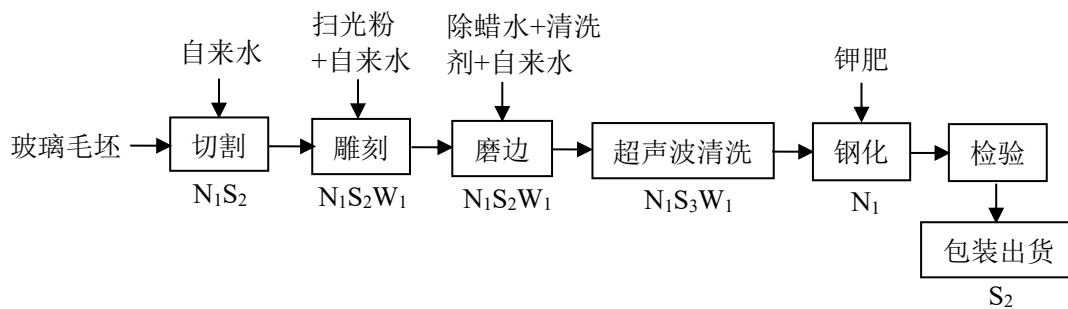 自来水
扫光粉
+自来水
除蜡水+清洗
剂+自来水
钾肥
玻璃毛坯
切割
雕刻
磨边
超声波清洗
钢化
检验
N₁S₂
N₁S₂W₁
N₁S₂W₁
N₁S₃W₁
N₁
包装出货
S₂